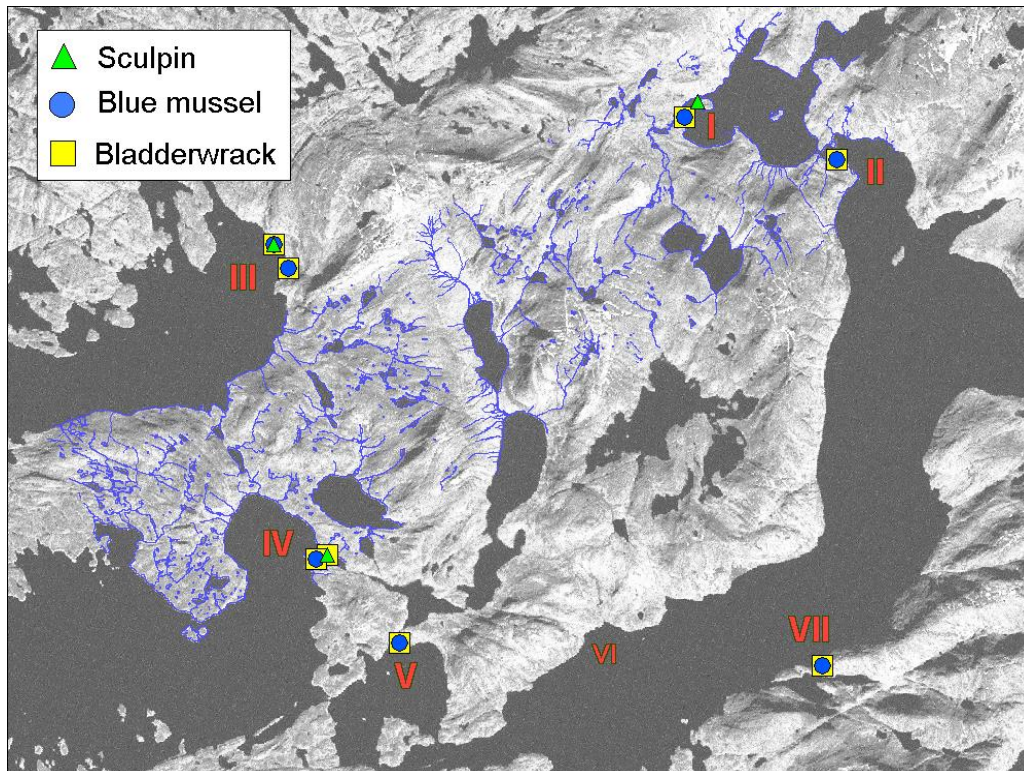 Sculpin
Blue mussel
Bladderwrack
I
II
III
IV
V
VI
VII